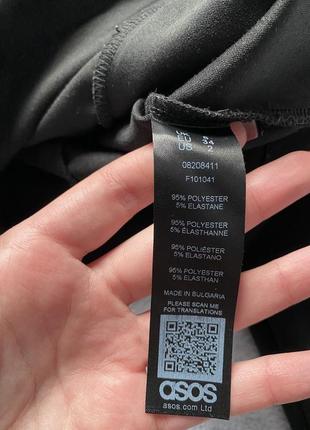 EU 34
US 2
08208411
F101041
95% POLYESTER
5% ELASTANE
95% POLYESTER
5% ÉLASTHANNE
95% POLIÉSTER
5% ELASTANO
95% POLYESTER
5% ELASTHAN
MADE IN BULGARIA
PLEASE SCAN ME
FOR TRANSLATIONS
asos
asos.com Ltd